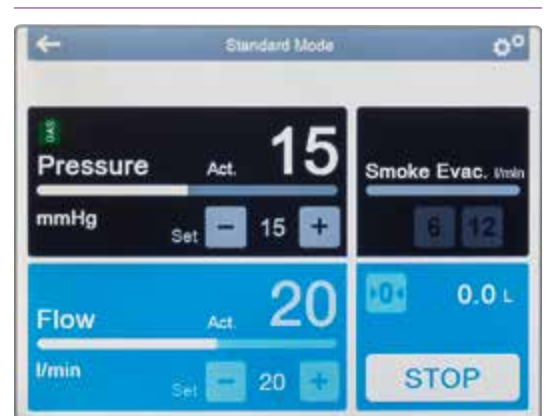 Standard Mode
GAS
Pressure Act. 15
mmHg Set - 15 +
Smoke Evac. l/min
6 12
Flow Act. 20
l/min Set - 20 +
›0‹ 0.0 L
STOP